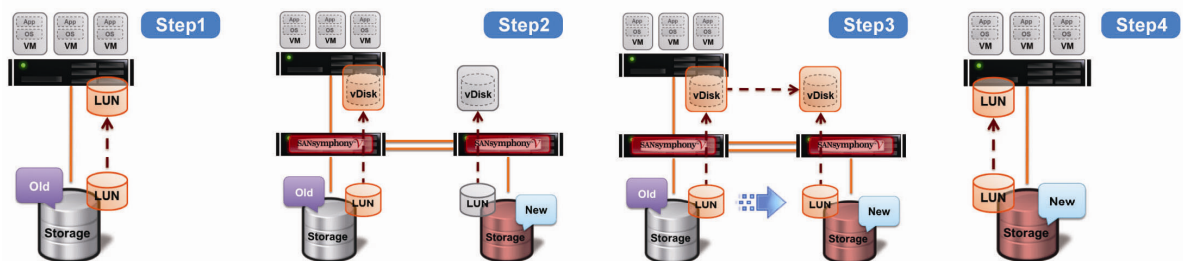 Step1
App App App
OS OS OS
VM VM VM
LUN
Old
LUN
Storage
Step2
App App App
OS OS OS
VM VM VM
vDisk
vDisk
SANsymphony V
SANsymphony V
Old
LUN
LUN
New
Storage
Storage
Step3
App App App
OS OS OS
VM VM VM
vDisk
vDisk
SANsymphony V
SANsymphony V
Old
LUN
LUN
New
Storage
Storage
Step4
App App App
OS OS OS
VM VM VM
LUN
LUN
New
Storage